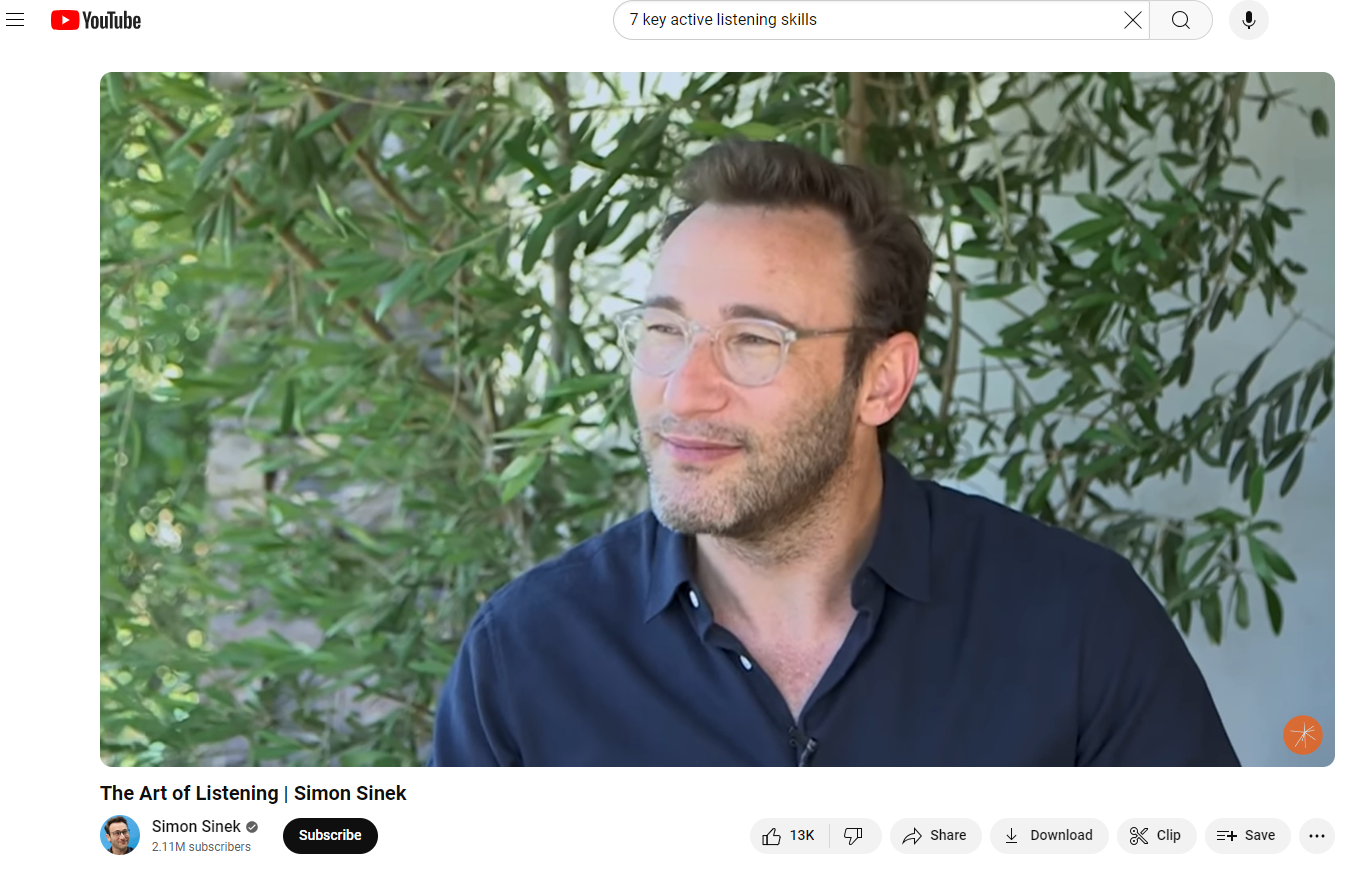 YouTube
7 key active listening skills
The Art of Listening | Simon Sinek
Simon Sinek
2.11M subscribers
Subscribe
13K
Share
Download
Clip
Save